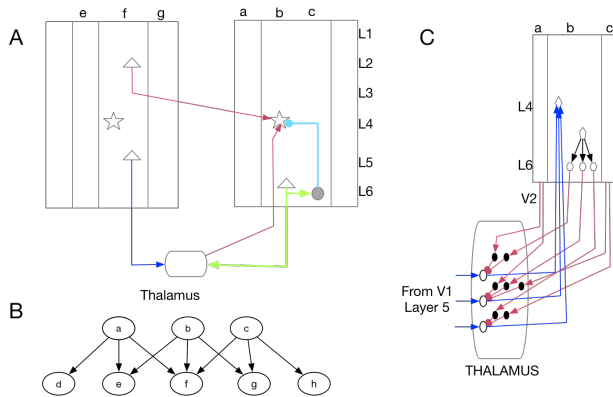 A
e f g
a b c
L1
L2
L3
L4
L5
L6
Thalamus
B
a b c
d e f g h
C
a b c
L4
L6
V2
From V1
Layer 5
THALAMUS